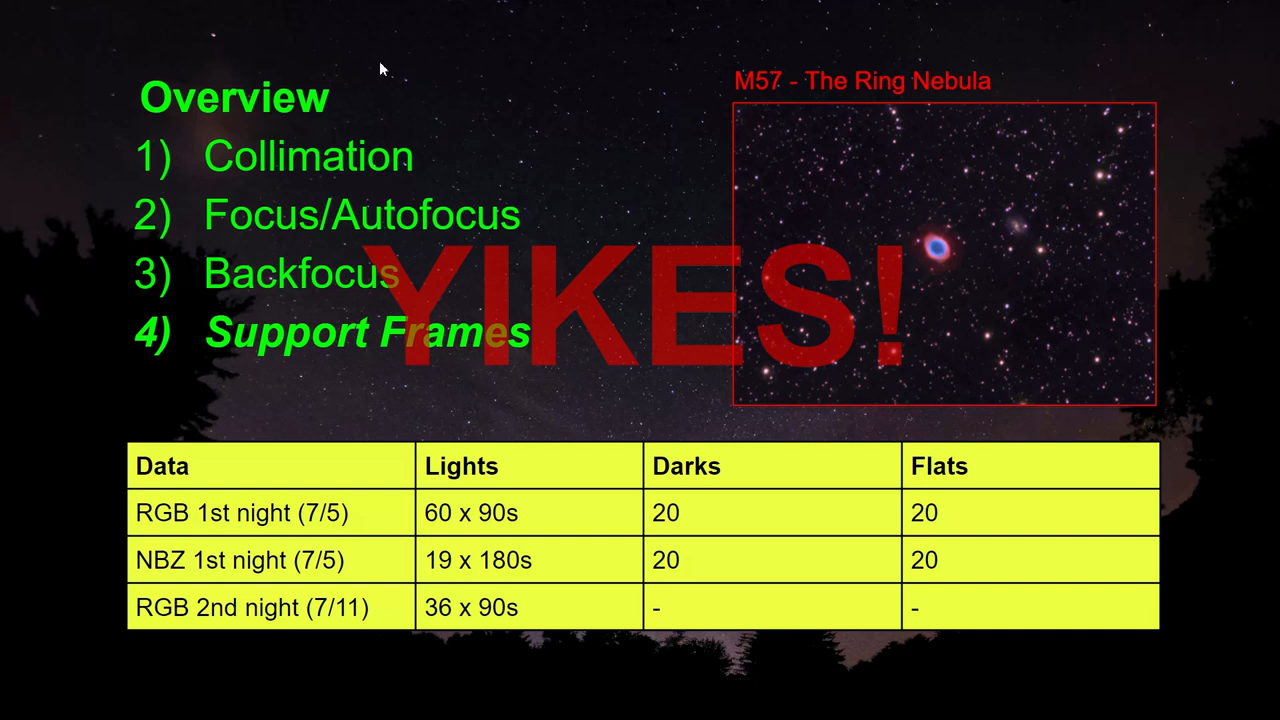 Overview
1) Collimation
2) Focus/Autofocus
3) Backfocus
4) Support Frames
M57 - The Ring Nebula
YIKES!
Data Lights Darks Flats
RGB 1st night (7/5) 60 x 90s 20 20
NBZ 1st night (7/5) 19 x 180s 20 20
RGB 2nd night (7/11) 36 x 90s - -